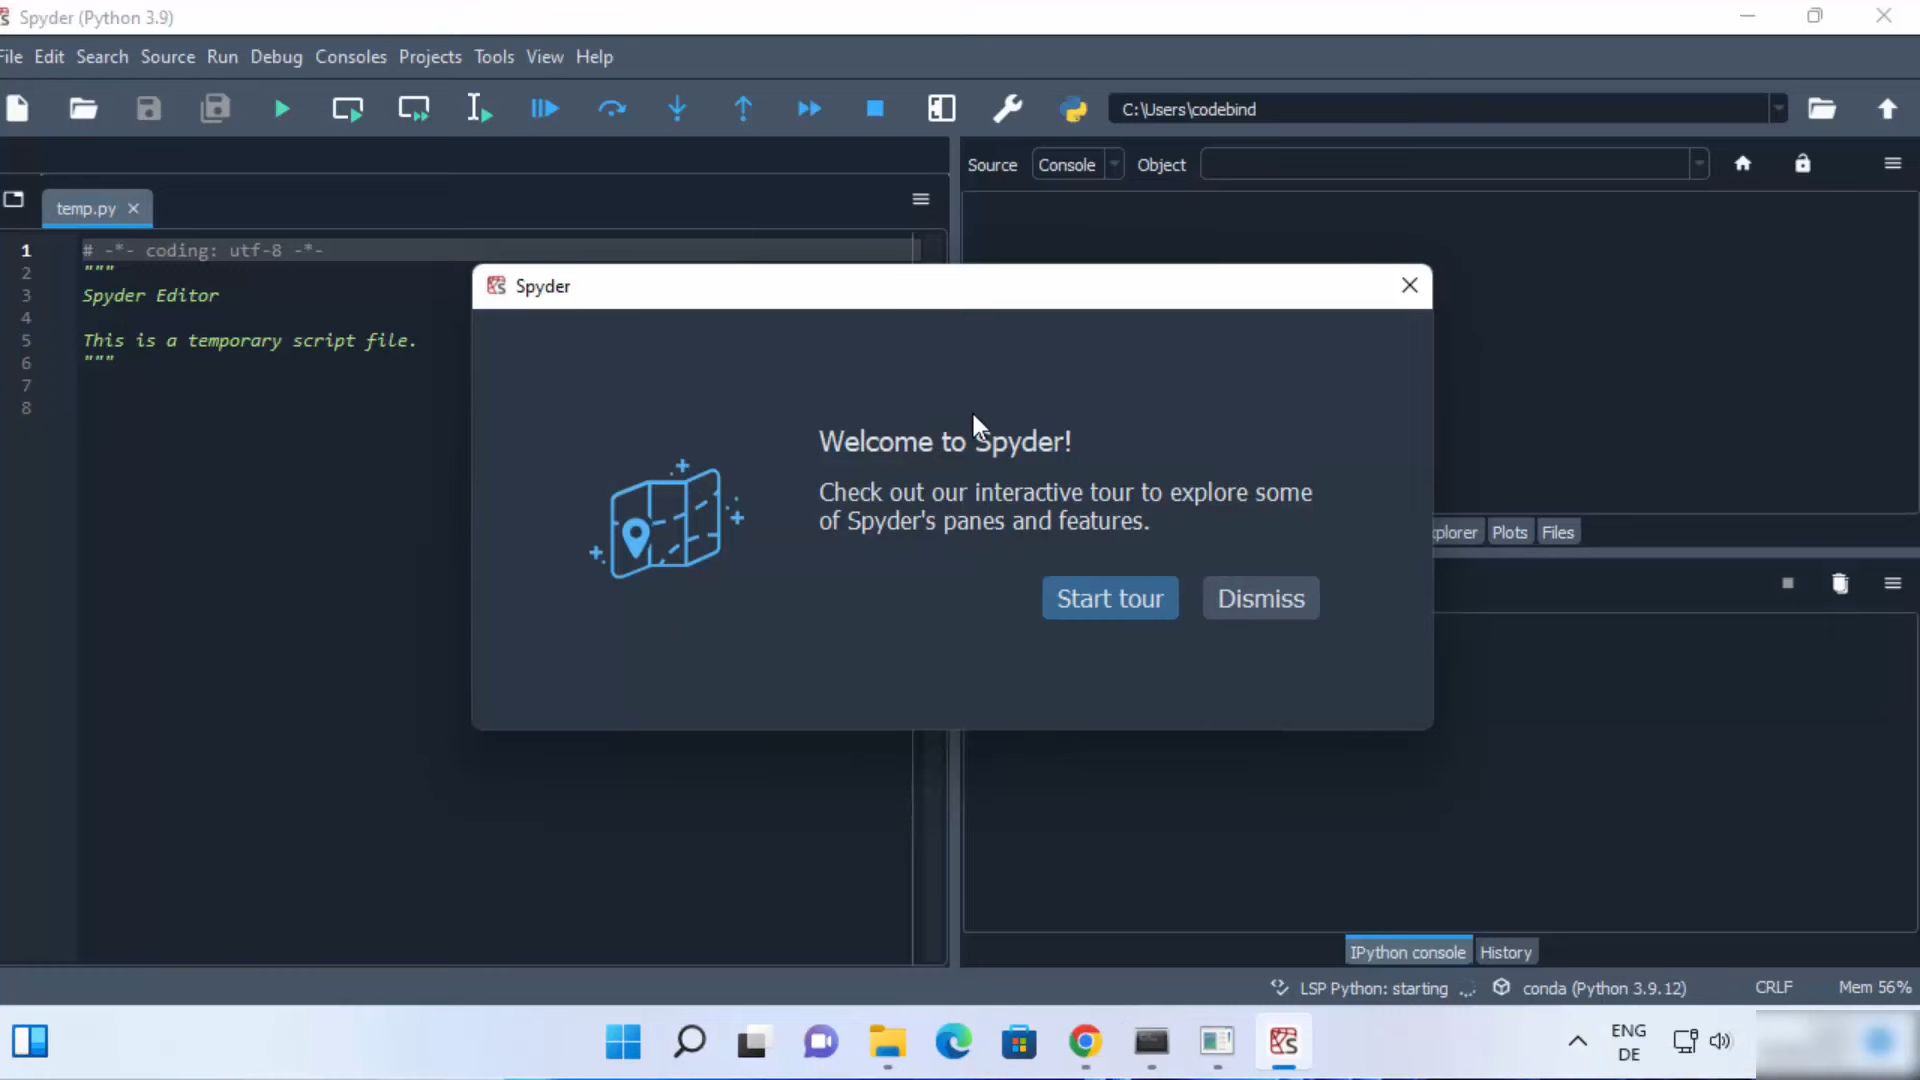 Spyder (Python 3.9)
File Edit Search Source Run Debug Consoles Projects Tools View Help
C:\Users\codebind
Source Console Object
temp.py
1 # -*- coding: utf-8 -*-
2 """
3 Spyder Editor
4
5 This is a temporary script file.
6 """
7
8
Spyder
Welcome to Spyder!
Check out our interactive tour to explore some
of Spyder's panes and features.
Start tour Dismiss
xplorer Plots Files
IPython console History
LSP Python: starting conda (Python 3.9.12) CRLF Mem 56%
ENG
DE